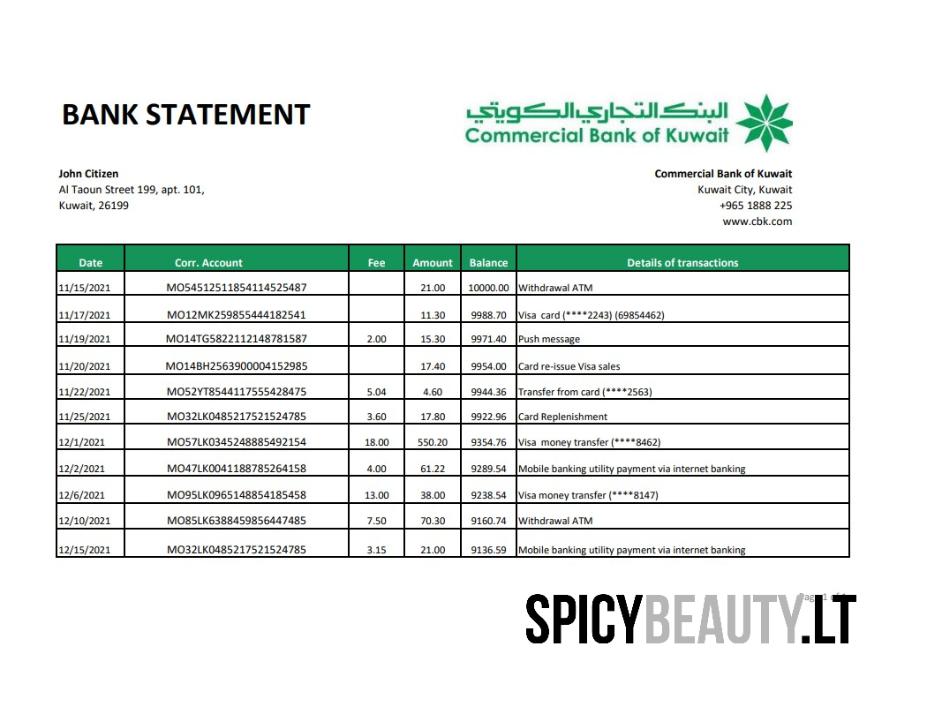 BANK STATEMENT
البنك التجاري الكويتي
Commercial Bank of Kuwait
John Citizen
Al Taoun Street 199, apt. 101,
Kuwait, 26199
Commercial Bank of Kuwait
Kuwait City, Kuwait
+965 1888 225
www.cbk.com
Date Corr. Account Fee Amount Balance Details of transactions
11/15/2021 MO54512511854114525487 21.00 10000.00 Withdrawal ATM
11/17/2021 MO12MK259855444182541 11.30 9988.70 Visa card (****2243) (69854462)
11/19/2021 MO14TG5822112148781587 2.00 15.30 9971.40 Push message
11/20/2021 MO14BH2563900004152985 17.40 9954.00 Card re-issue Visa sales
11/22/2021 MO52YT8544117555428475 5.04 4.60 9944.36 Transfer from card (****2563)
11/25/2021 MO32LK0485217521524785 3.60 17.80 9922.96 Card Replenishment
12/1/2021 MO57LK0345248885492154 18.00 550.20 9354.76 Visa money transfer (****8462)
12/2/2021 MO47LK0041188785264158 4.00 61.22 9289.54 Mobile banking utility payment via internet banking
12/6/2021 MO95LK0965148854185458 13.00 38.00 9238.54 Visa money transfer (****8147)
12/10/2021 MO85LK6388459856447485 7.50 70.30 9160.74 Withdrawal ATM
12/15/2021 MO32LK0485217521524785 3.15 21.00 9136.59 Mobile banking utility payment via internet banking
SPICYBEAUTY.LT